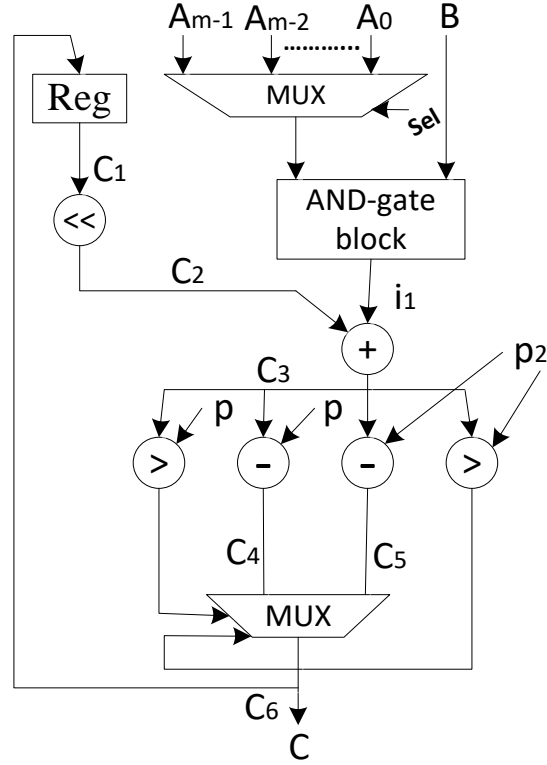 Am-1 Am-2 ............ A0 B
Reg
MUX
Sel
C1
<<
AND-gate
block
C2
i1
+
p2
C3
p p
> - - >
C4 C5
MUX
C6
C